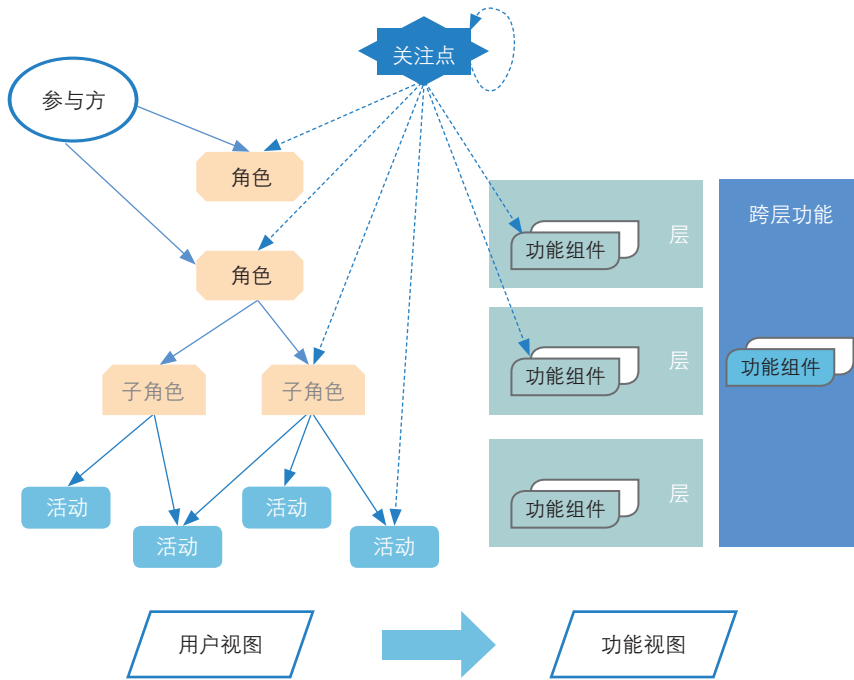 关注点
参与方
角色
角色
子角色
子角色
活动
活动
活动
活动
层
功能组件
层
功能组件
层
功能组件
跨层功能
功能组件
用户视图
功能视图